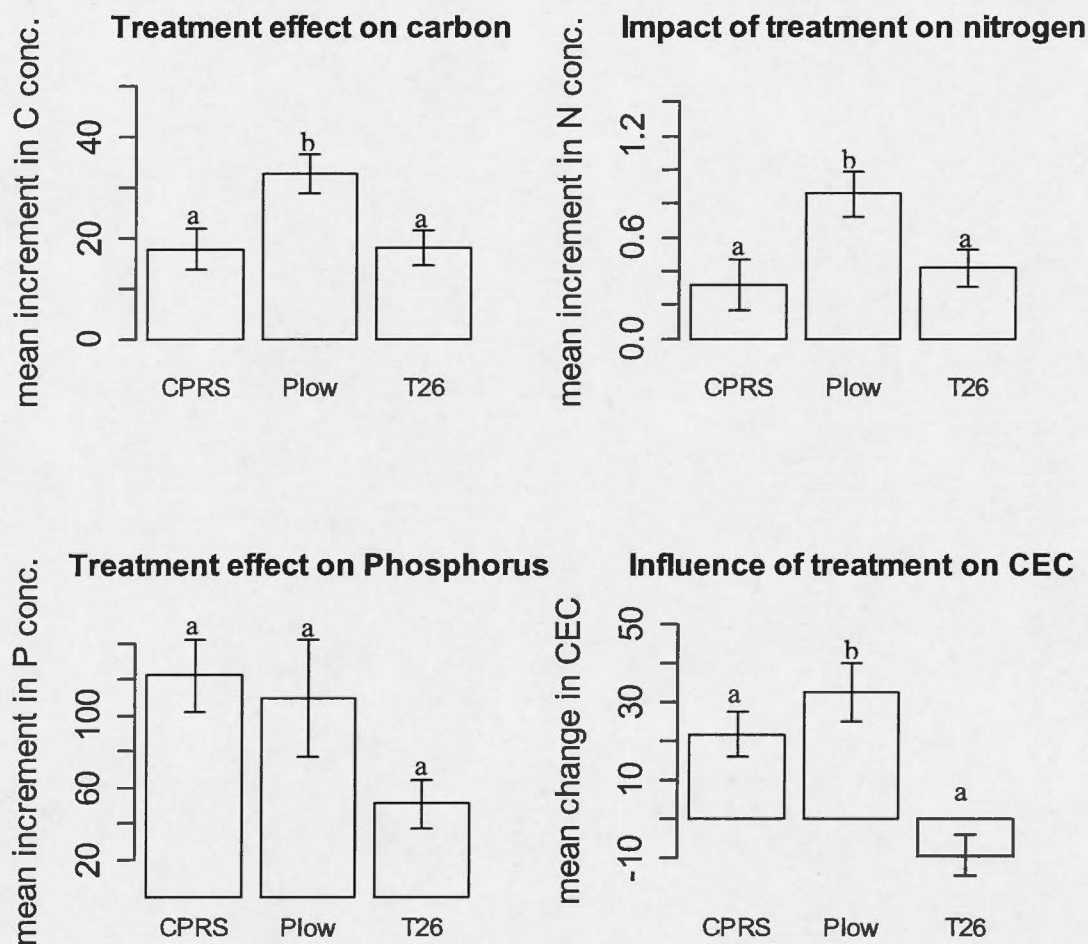 Treatment effect on carbon
mean increment in C conc.
40
20
0
a
b
a
CPRS Plow T26
Impact of treatment on nitrogen
mean increment in N conc.
1.2
0.6
0.0
a
b
a
CPRS Plow T26
Treatment effect on Phosphorus
mean increment in P conc.
100
60
20
a
a
a
CPRS Plow T26
Influence of treatment on CEC
mean change in CEC
50
30
10
-10
a
b
a
CPRS Plow T26